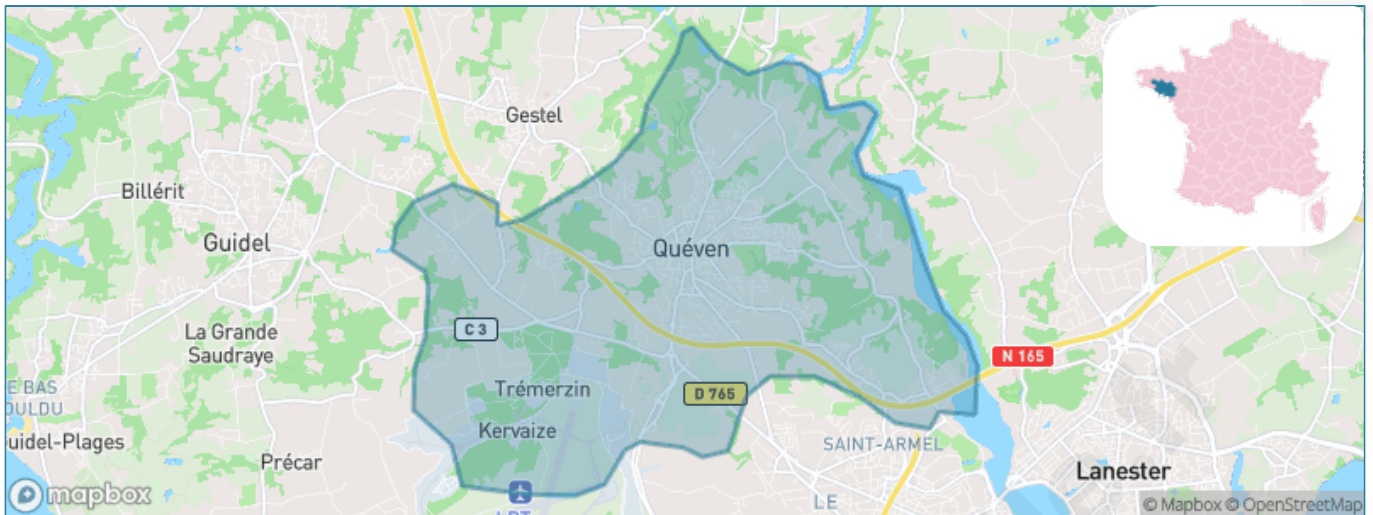 Gestel
Billérit
Guidel
Quéven
La Grande
Saudraye
C 3
N 165
E BAS
OULDU
Trémerzin
D 765
uidel-Plages
Kervaize
SAINT-ARMEL
Précar
Lanester
mapbox
LE
© Mapbox © OpenStreetMap